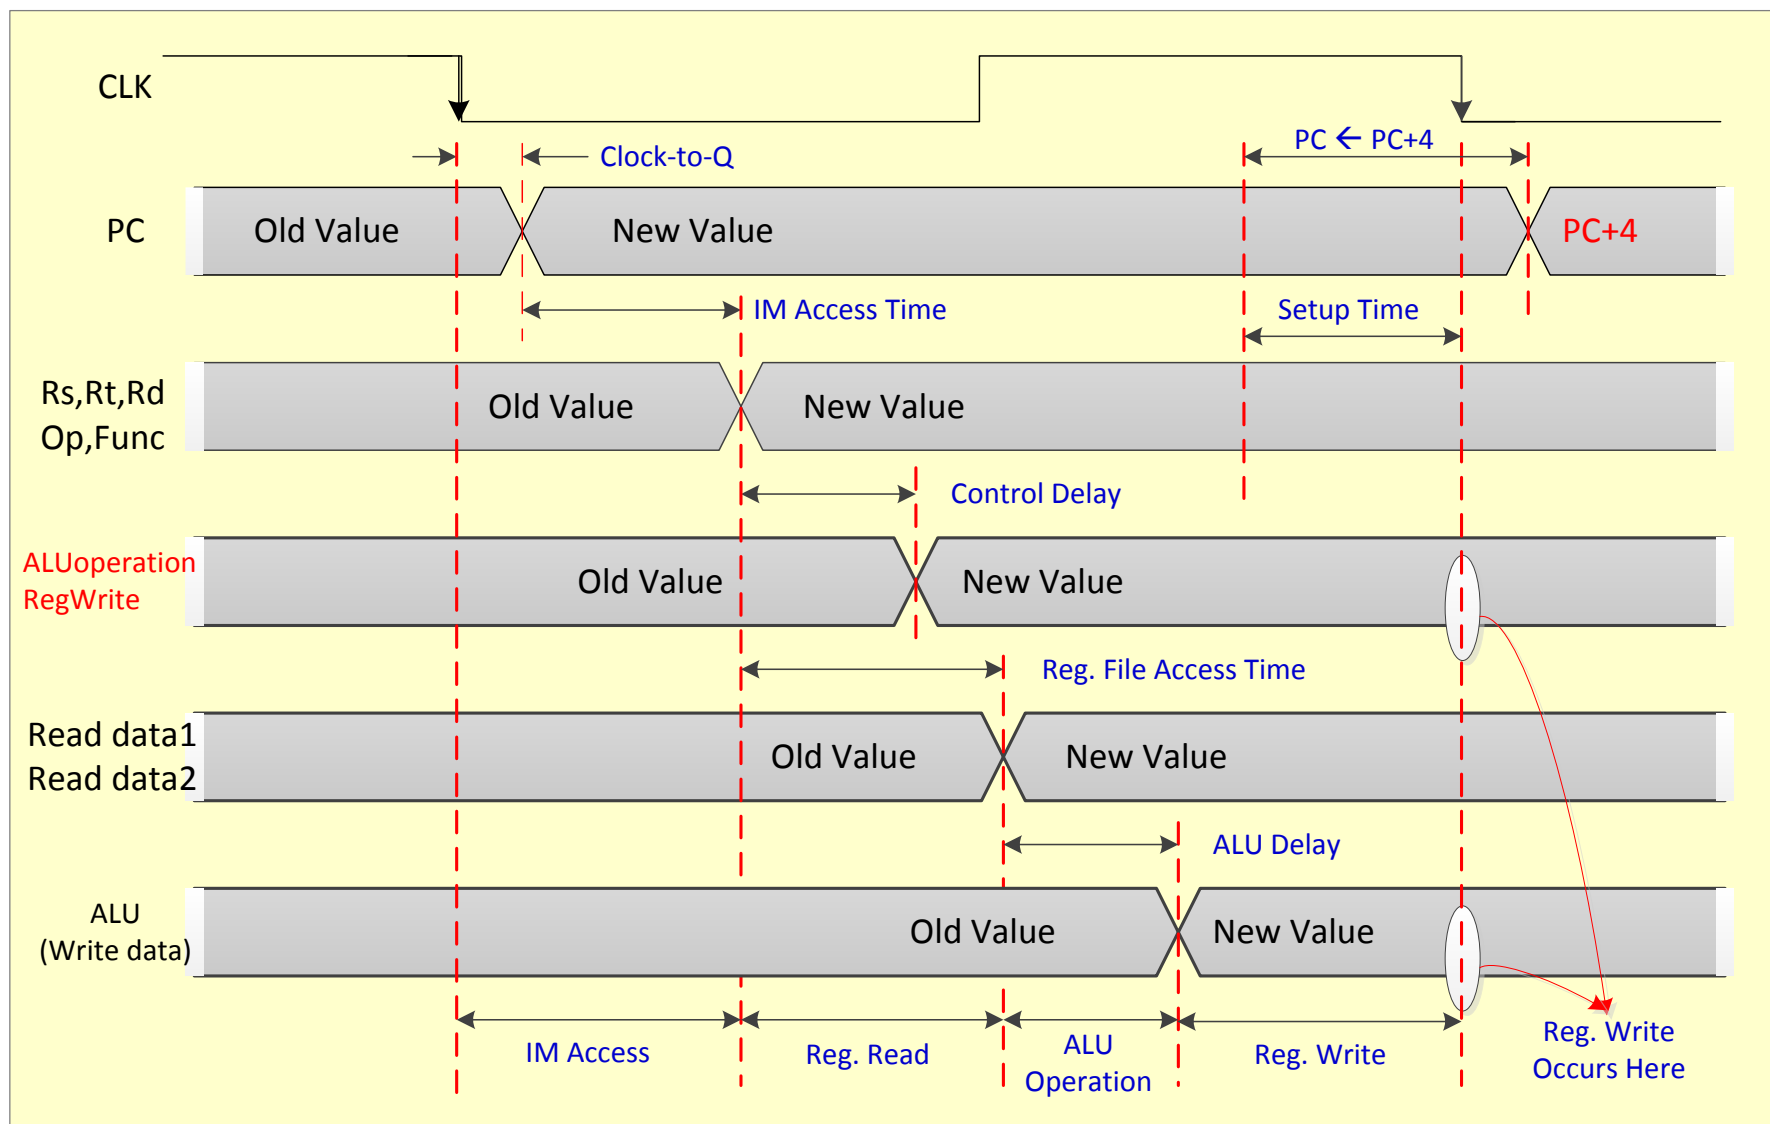 CLK
PC ← PC+4
Clock-to-Q
PC
Old Value
New Value
PC+4
IM Access Time
Setup Time
Rs,Rt,Rd
Op,Func
Old Value
New Value
Control Delay
ALUoperation
RegWrite
Old Value
New Value
Reg. File Access Time
Read data1
Read data2
Old Value
New Value
ALU Delay
ALU
(Write data)
Old Value
New Value
IM Access
Reg. Read
ALU
Operation
Reg. Write
Reg. Write
Occurs Here